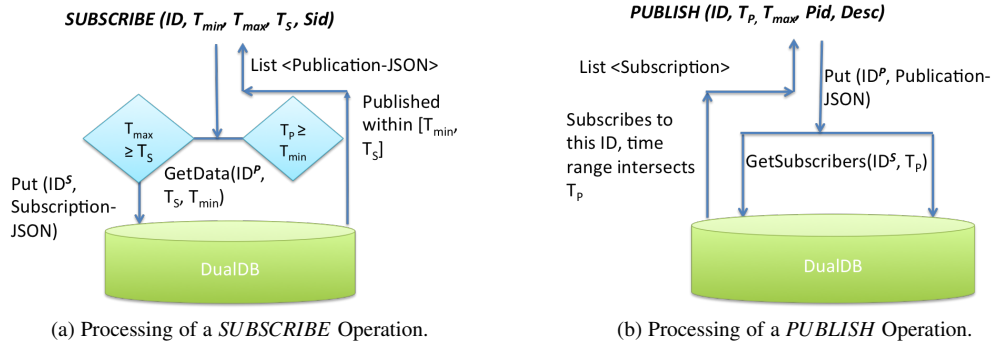 SUBSCRIBE (ID, Tmin, Tmax, TS, Sid)
List <Publication-JSON>
Tmax
≥ TS
TP ≥
Tmin
Published
within [Tmin,
TS]
Put (IDS,
Subscription-
JSON)
GetData(IDP,
TS, Tmin)
DualDB
(a) Processing of a SUBSCRIBE Operation.
PUBLISH (ID, TP, Tmax, Pid, Desc)
List <Subscription>
Put (IDP, Publication-
JSON)
Subscribes to
this ID, time
range intersects
TP
GetSubscribers(IDS, TP)
DualDB
(b) Processing of a PUBLISH Operation.